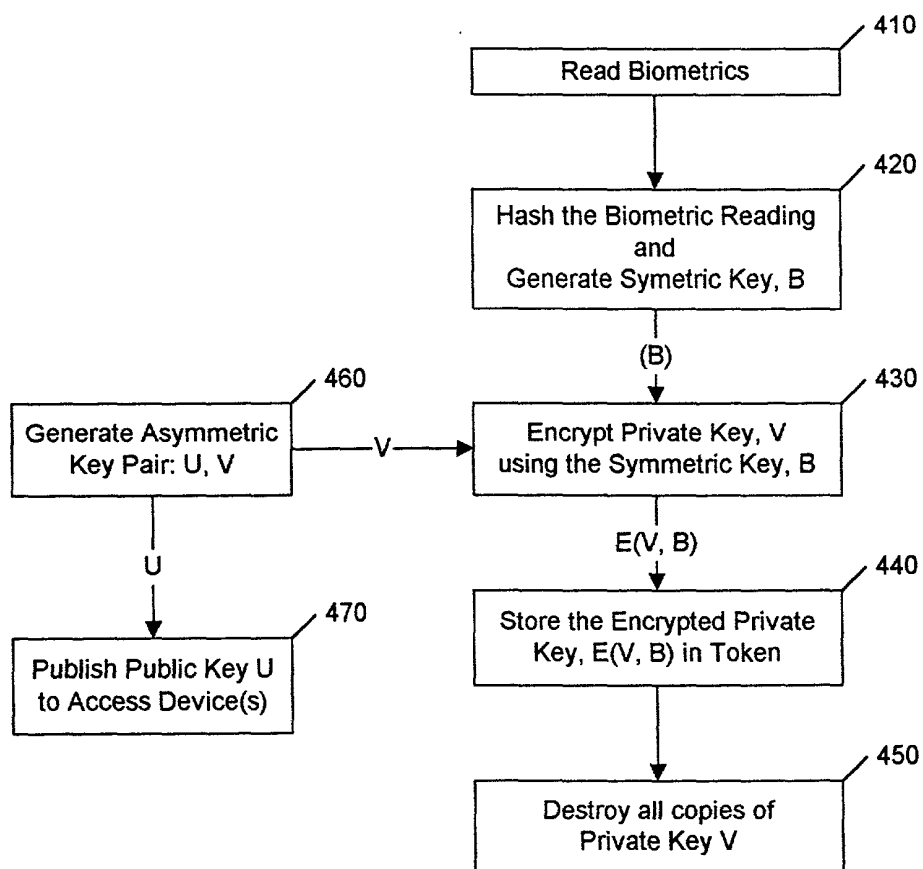 410
Read Biometrics
420
Hash the Biometric Reading
and
Generate Symetric Key, B
(B)
460
430
Generate Asymmetric
Key Pair: U, V
V
Encrypt Private Key, V
using the Symmetric Key, B
U
E(V, B)
440
470
Store the Encrypted Private
Key, E(V, B) in Token
Publish Public Key U
to Access Device(s)
450
Destroy all copies of
Private Key V